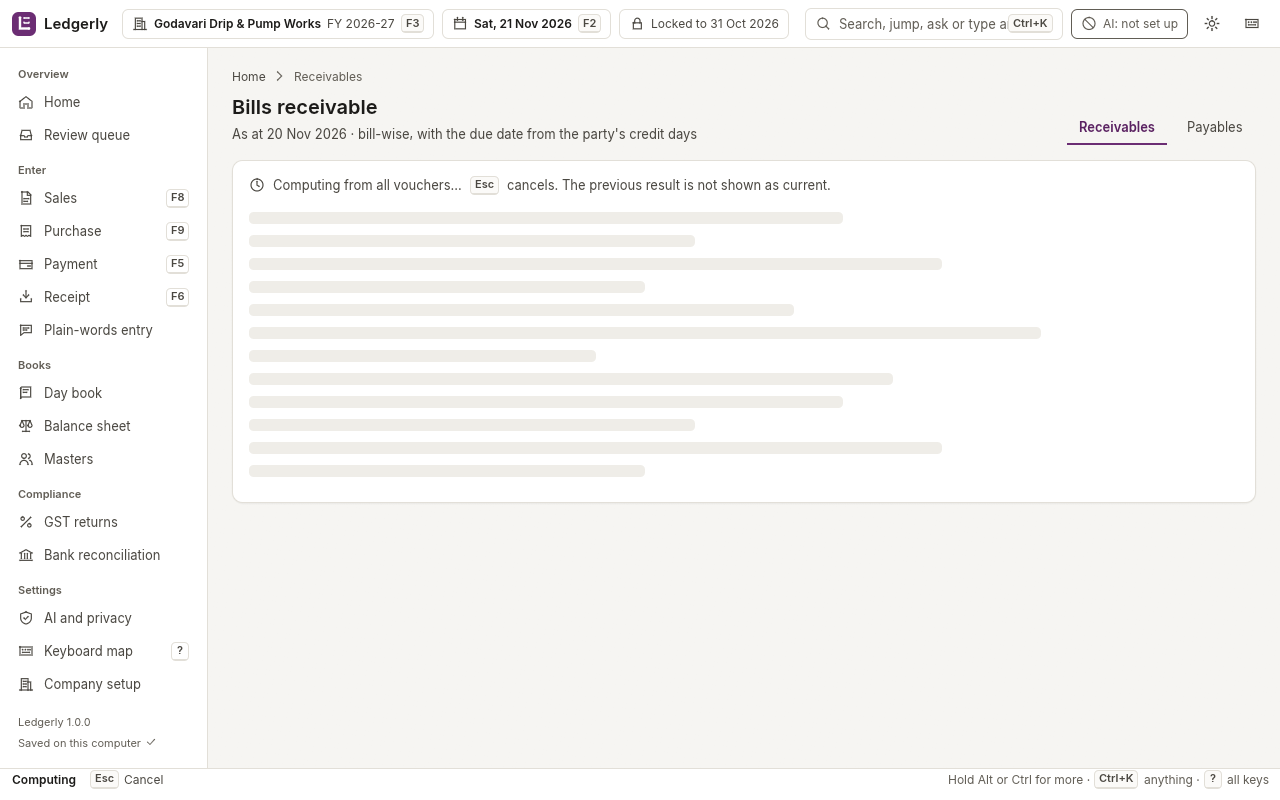 Ledgerly
Godavari Drip & Pump Works FY 2026-27 F3
Sat, 21 Nov 2026 F2
Locked to 31 Oct 2026
Search, jump, ask or type a Ctrl+K
AI: not set up
Overview
Home
Review queue
Enter
Sales F8
Purchase F9
Payment F5
Receipt F6
Plain-words entry
Books
Day book
Balance sheet
Masters
Compliance
GST returns
Bank reconciliation
Settings
AI and privacy
Keyboard map ?
Company setup
Ledgerly 1.0.0
Saved on this computer
Home Receivables
Bills receivable
As at 20 Nov 2026 · bill-wise, with the due date from the party's credit days
Receivables Payables
Computing from all vouchers... Esc cancels. The previous result is not shown as current.
Computing Esc Cancel
Hold Alt or Ctrl for more · Ctrl+K anything · ? all keys